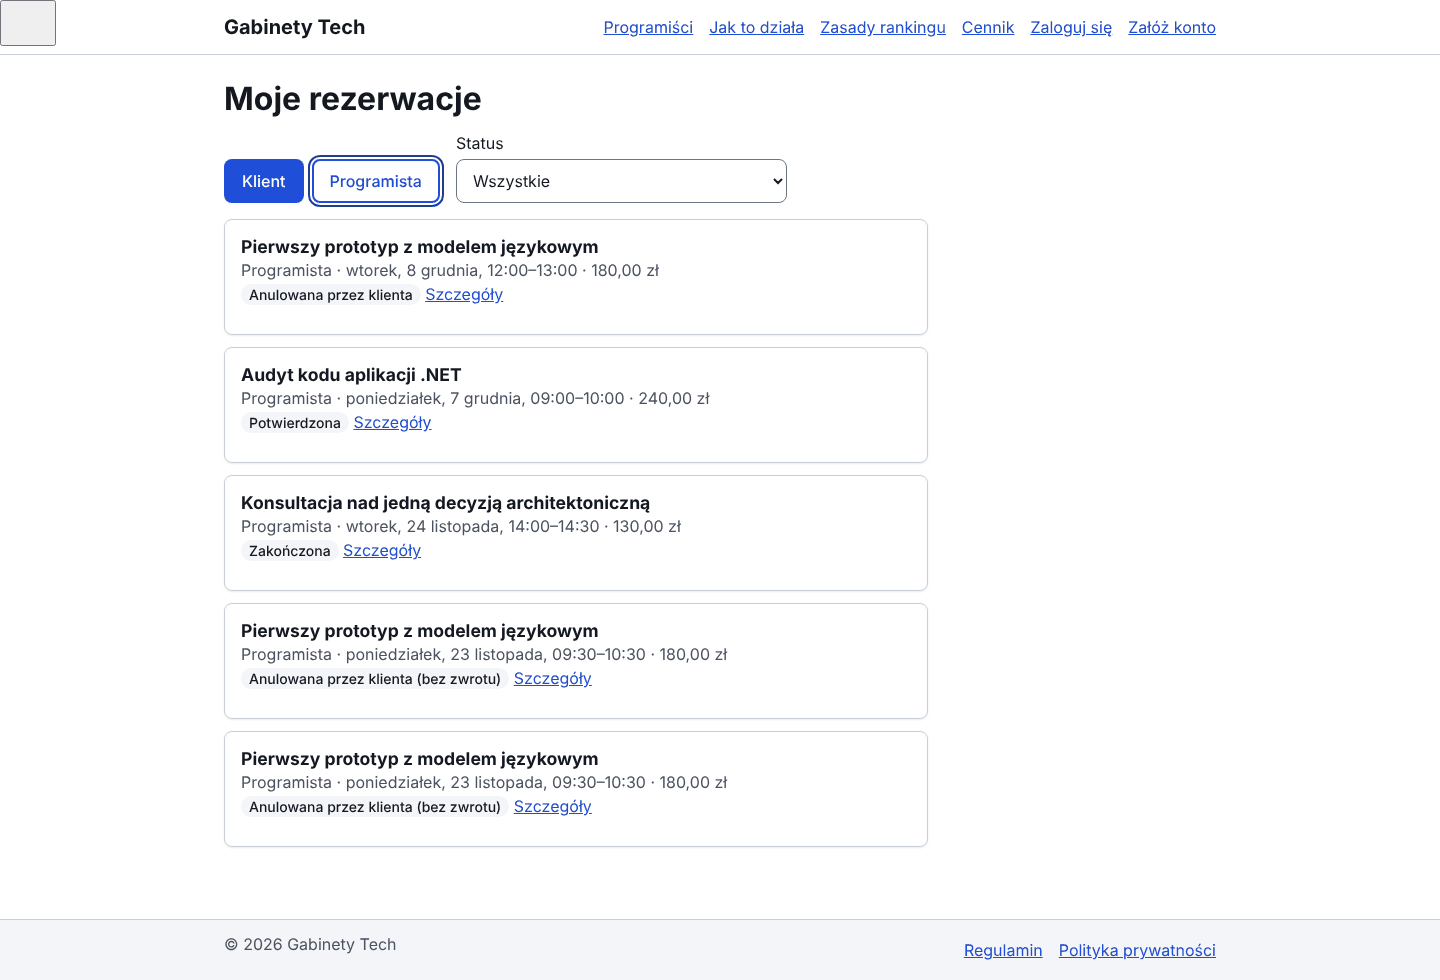 Gabinety Tech
Programiści Jak to działa Zasady rankingu Cennik Zaloguj się Załóż konto
Moje rezerwacje
Status
Klient Programista Wszystkie
Pierwszy prototyp z modelem językowym
Programista · wtorek, 8 grudnia, 12:00–13:00 · 180,00 zł
Anulowana przez klienta Szczegóły
Audyt kodu aplikacji .NET
Programista · poniedziałek, 7 grudnia, 09:00–10:00 · 240,00 zł
Potwierdzona Szczegóły
Konsultacja nad jedną decyzją architektoniczną
Programista · wtorek, 24 listopada, 14:00–14:30 · 130,00 zł
Zakończona Szczegóły
Pierwszy prototyp z modelem językowym
Programista · poniedziałek, 23 listopada, 09:30–10:30 · 180,00 zł
Anulowana przez klienta (bez zwrotu) Szczegóły
Pierwszy prototyp z modelem językowym
Programista · poniedziałek, 23 listopada, 09:30–10:30 · 180,00 zł
Anulowana przez klienta (bez zwrotu) Szczegóły
© 2026 Gabinety Tech
Regulamin Polityka prywatności